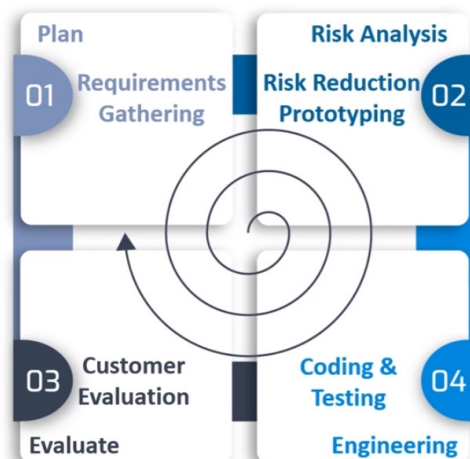 Plan
01
Requirements
Gathering
Risk Analysis
Risk Reduction
Prototyping
02
03
Customer
Evaluation
Evaluate
Coding &
Testing
04
Engineering